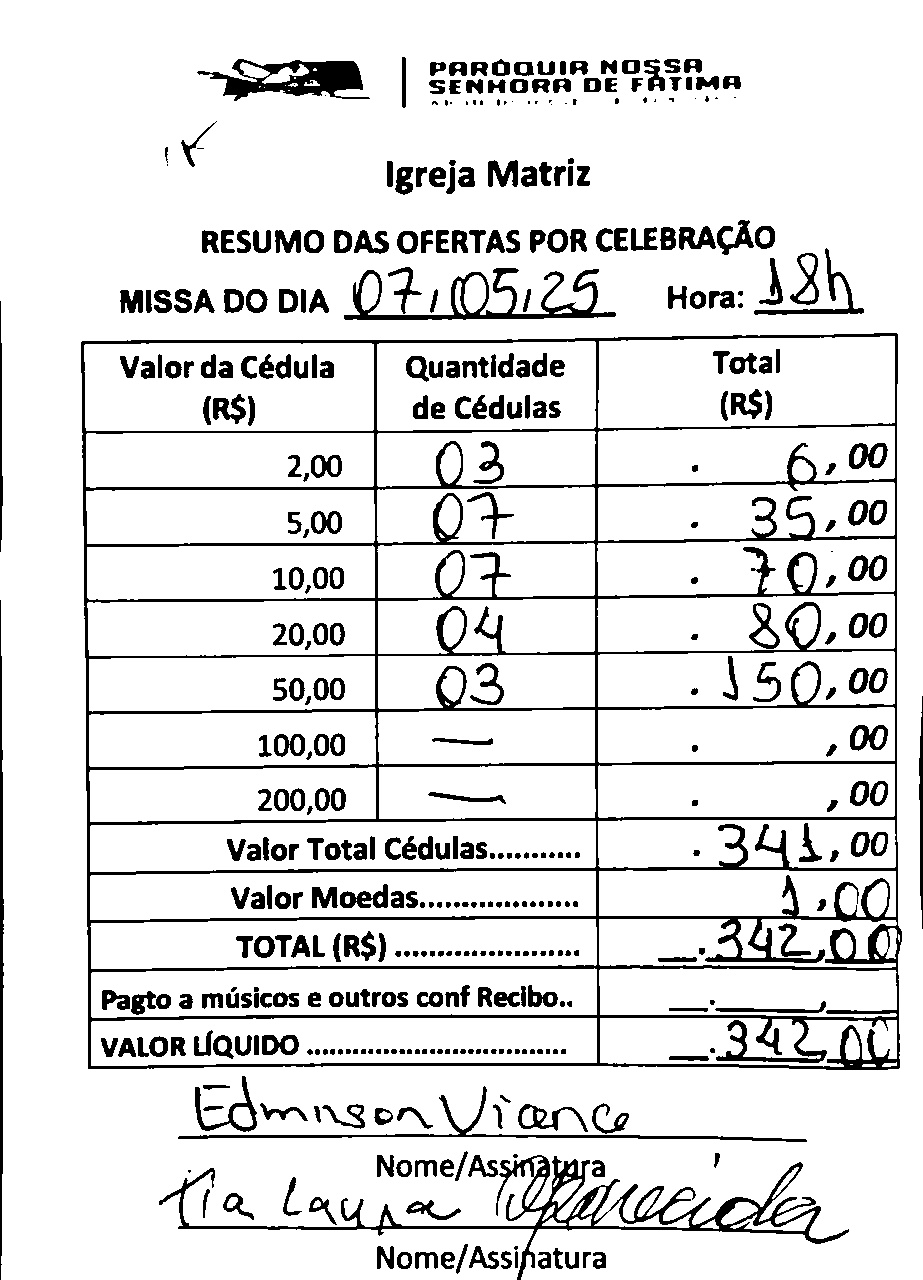 PARÓQUIA NOSSA
SENHORA DE FÁTIMA
Igreja Matriz
RESUMO DAS OFERTAS POR CELEBRAÇÃO
MISSA DO DIA 07/05/25 Hora: 18h
Valor da Cédula (R$) Quantidade de Cédulas Total (R$)
2,00 03 . 6,00
5,00 07 . 35,00
10,00 07 . 70,00
20,00 04 . 80,00
50,00 03 . 150,00
100,00 — . ,00
200,00 — . ,00
Valor Total Cédulas........... . 341,00
Valor Moedas................... 1,00
TOTAL (R$) ...................... . 342,00
Pagto a músicos e outros conf Recibo.. __.______,__
VALOR LÍQUIDO ................................ . 342,00
Vicence
Nome/Assinatura
Tia Laura Aparecida
Nome/Assinatura